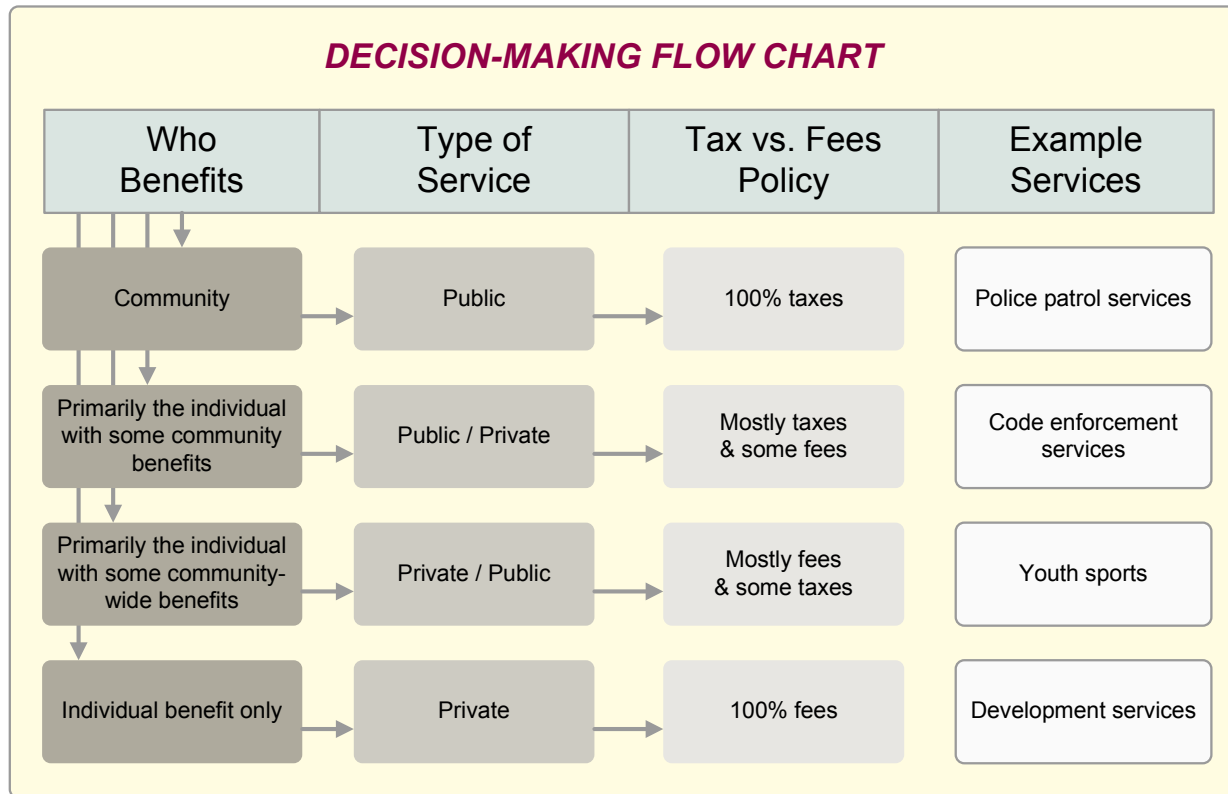 DECISION-MAKING FLOW CHART
Who
Benefits
Type of
Service
Tax vs. Fees
Policy
Example
Services
Community
Public
100% taxes
Police patrol services
Primarily the individual
with some community
benefits
Public / Private
Mostly taxes
& some fees
Code enforcement
services
Primarily the individual
with some community-
wide benefits
Private / Public
Mostly fees
& some taxes
Youth sports
Individual benefit only
Private
100% fees
Development services